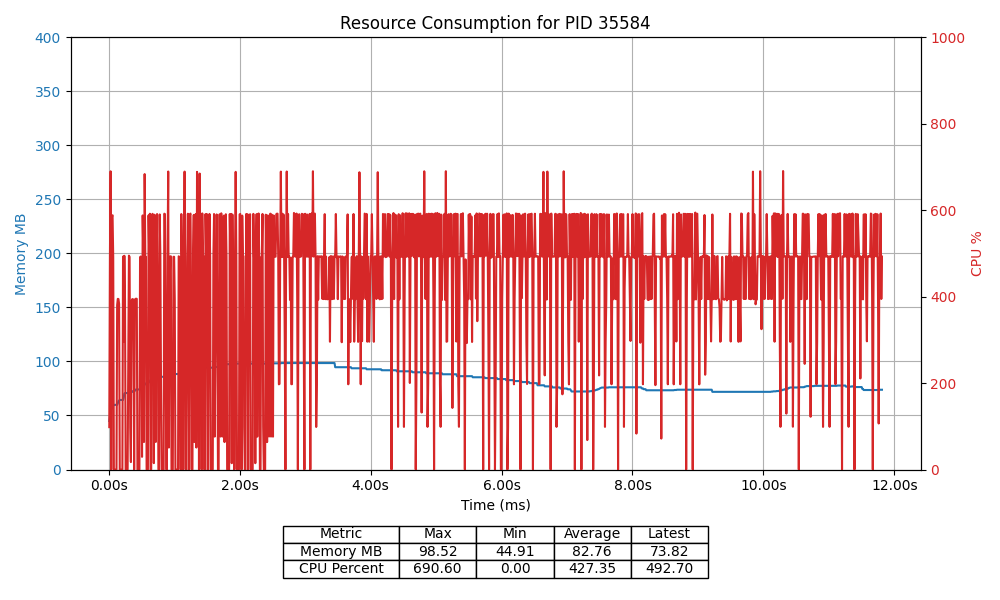 Resource Consumption for PID 35584
400
350
300
250
200
150
100
50
0
Memory MB
1000
800
600
400
200
0
CPU %
0.00s 2.00s 4.00s 6.00s 8.00s 10.00s 12.00s
Time (ms)
Metric Max Min Average Latest
Memory MB 98.52 44.91 82.76 73.82
CPU Percent 690.60 0.00 427.35 492.70